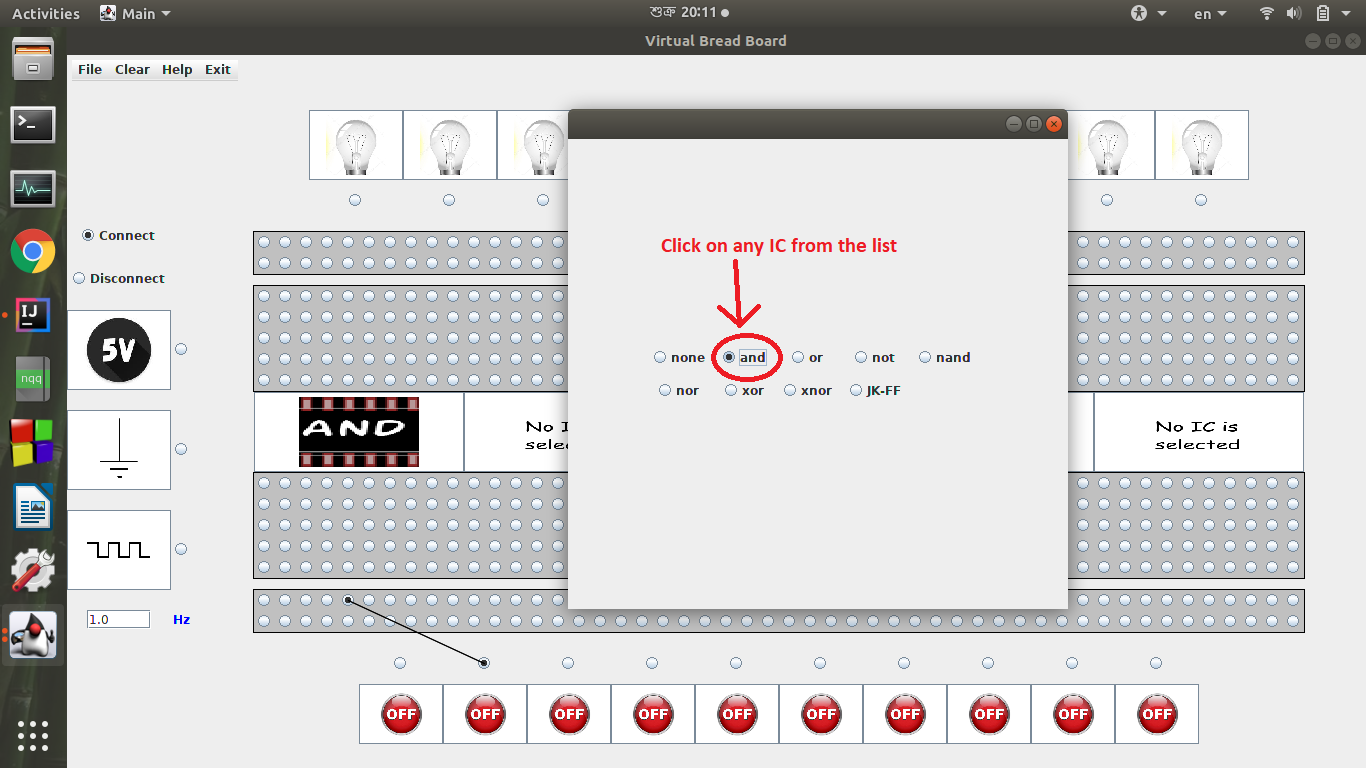 Activities Main শুক্র 20:11 en
Virtual Bread Board
File Clear Help Exit
Click on any IC from the list
Connect
Disconnect
5V
IJ
none and or not nand
nqq
nor xor xnor JK-FF
AND
No I
selec
No IC is
selected
1.0 Hz
OFF OFF OFF OFF OFF OFF OFF OFF OFF OFF